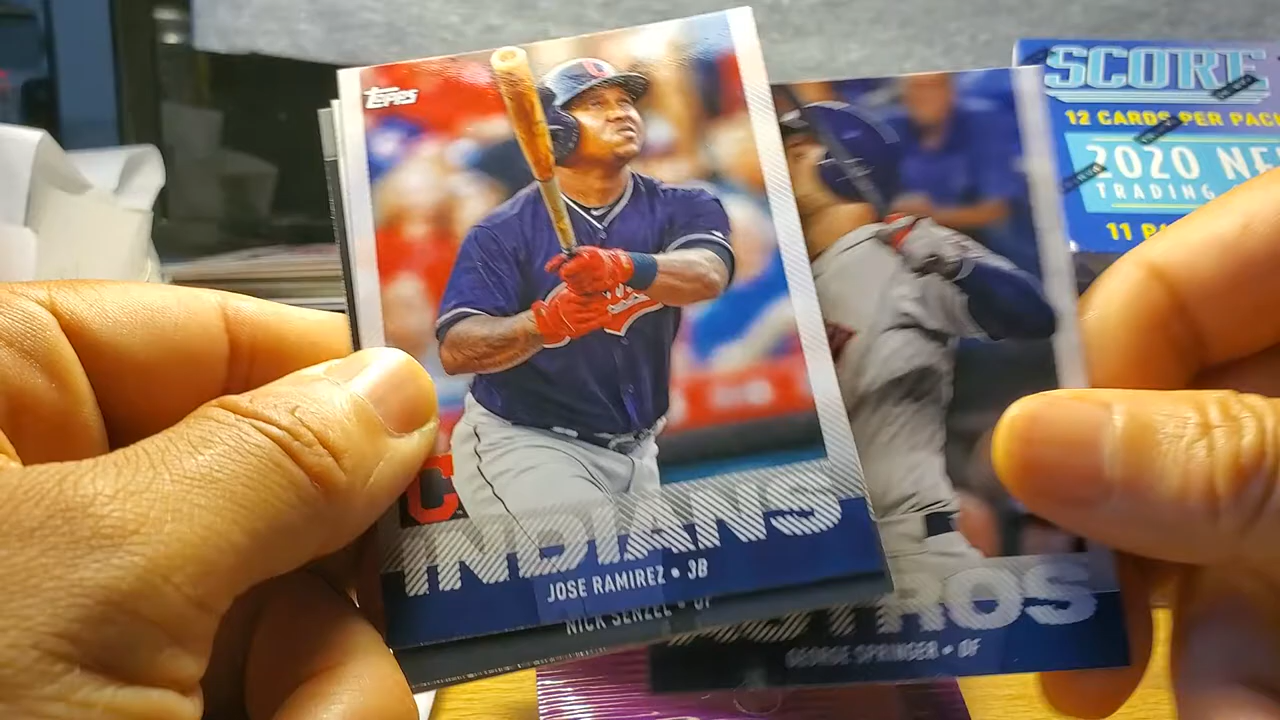 TOPPS
C
INDIANS
JOSE RAMIREZ • 3B
NICK SENZEL • OF
TROS
GEORGE SPRINGER • OF
SCORE
12 CARDS PER PACK
2020 NF
TRADING
11 P